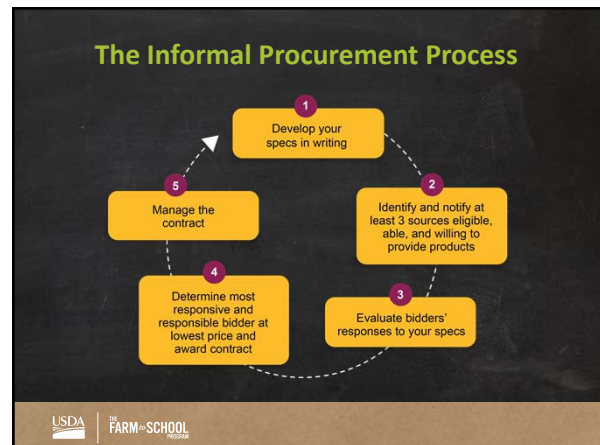 The Informal Procurement Process
1
Develop your
specs in writing
2
Identify and notify at
least 3 sources eligible,
able, and willing to
provide products
3
Evaluate bidders'
responses to your specs
4
Determine most
responsive and
responsible bidder at
lowest price and
award contract
5
Manage the
contract
USDA
THE
FARM to SCHOOL
PROGRAM